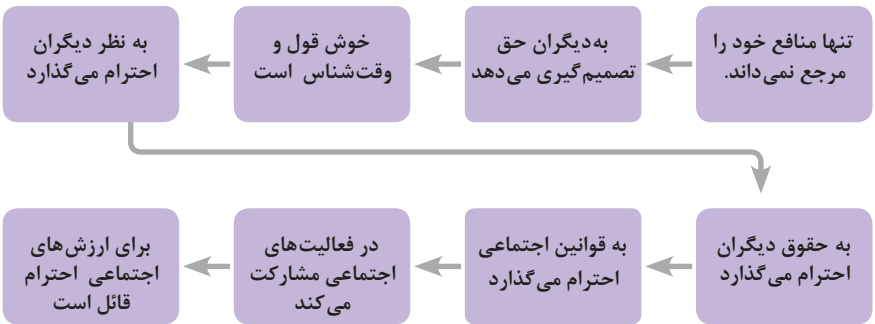 تنها منافع خود را
مرجع نمی‌داند.
به‌دیگران حق
تصمیم‌گیری می‌دهد
خوش قول و
وقت‌شناس است
به نظر دیگران
احترام می‌گذارد
به حقوق دیگران
احترام می‌گذارد
به قوانین اجتماعی
احترام می‌گذارد
در فعالیت‌های
اجتماعی مشارکت
می‌کند
برای ارزش‌های
اجتماعی احترام
قائل است